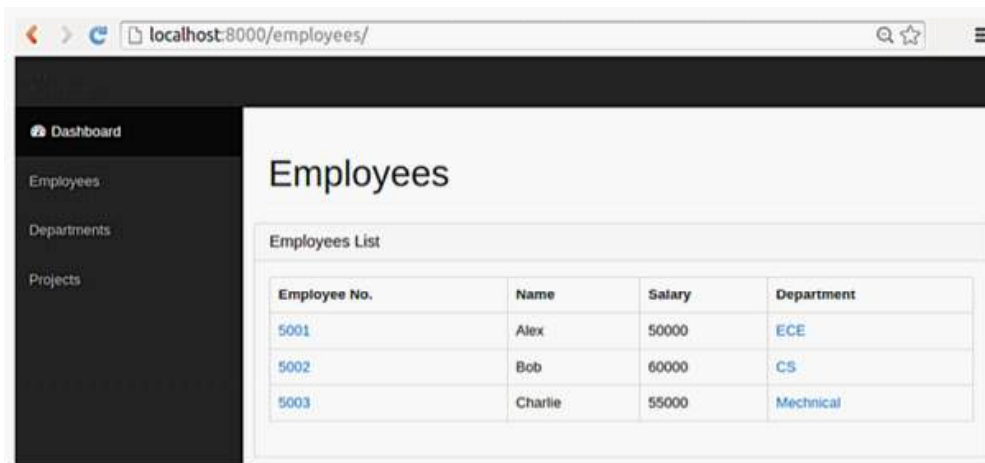 localhost:8000/employees/
Dashboard
Employees
Departments
Projects
Employees
Employees List
Employee No. Name Salary Department
5001 Alex 50000 ECE
5002 Bob 60000 CS
5003 Charlie 55000 Mechnical